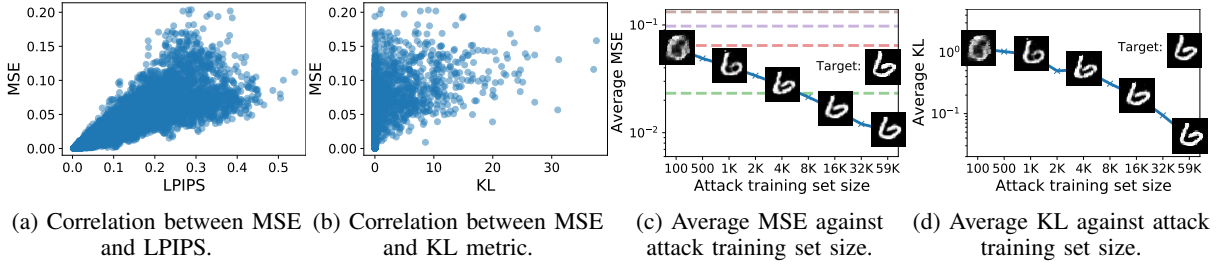 MSE
0.20
0.15
0.10
0.05
0.00
0.0 0.1 0.2 0.3 0.4 0.5
LPIPS
(a) Correlation between MSE
and LPIPS.
MSE
0.20
0.15
0.10
0.05
0.00
0 10 20 30
KL
(b) Correlation between MSE
and KL metric.
Average MSE
10⁻¹
10⁻²
Target:
100 500 1K 2K 4K 8K 16K 32K 59K
Attack training set size
(c) Average MSE against
attack training set size.
Average KL
10⁰
10⁻¹
Target:
100 500 1K 2K 4K 8K 16K 32K 59K
Attack training set size
(d) Average KL against attack
training set size.